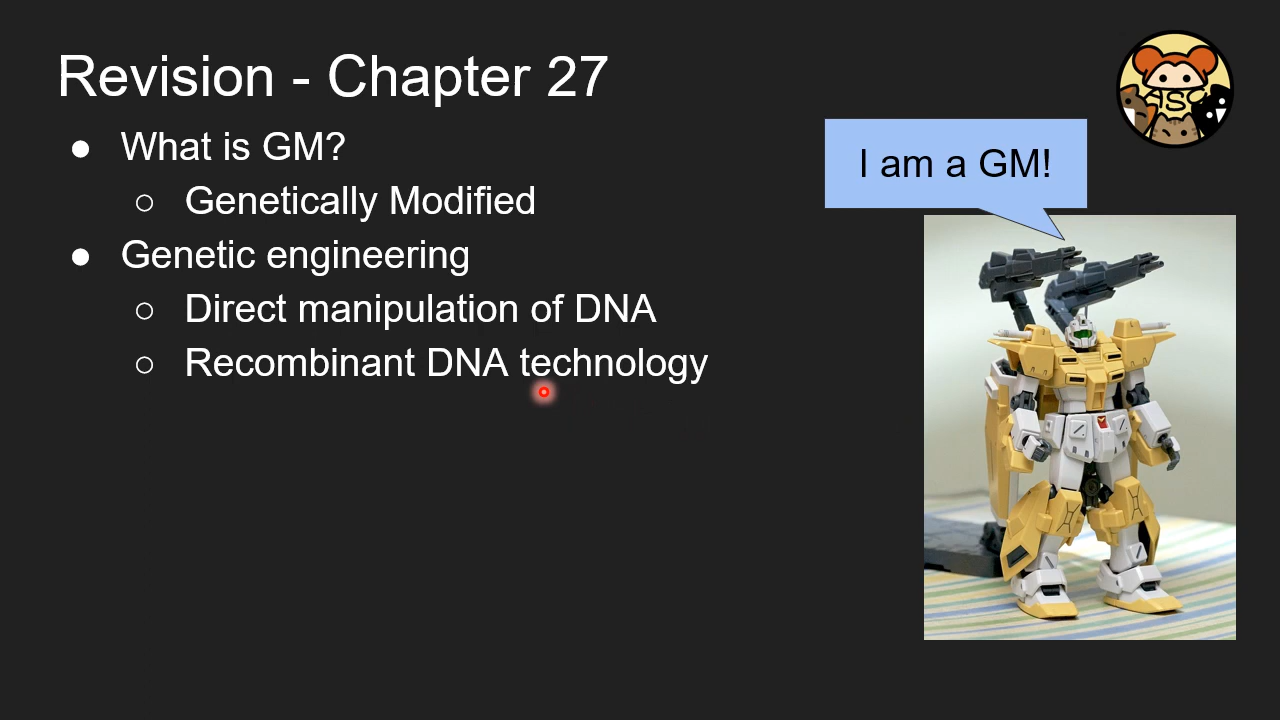 Revision - Chapter 27
● What is GM?
○ Genetically Modified
● Genetic engineering
○ Direct manipulation of DNA
○ Recombinant DNA technology
I am a GM!